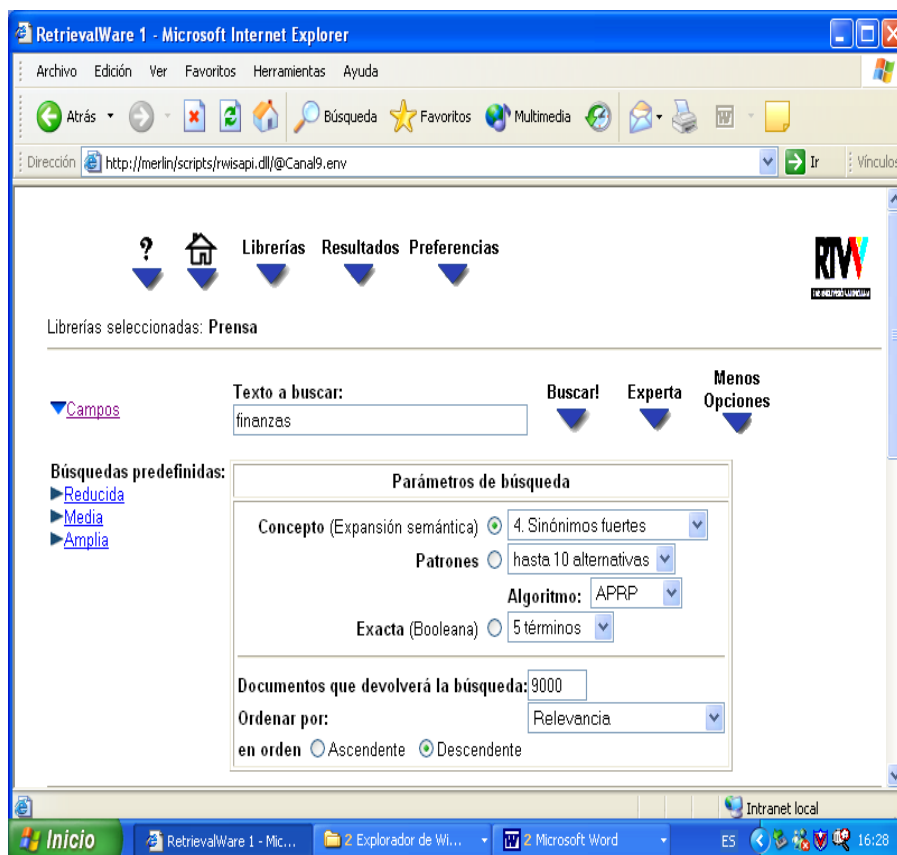 RetrievalWare 1 - Microsoft Internet Explorer
Archivo Edición Ver Favoritos Herramientas Ayuda
Atrás Búsqueda Favoritos Multimedia
Dirección http://merlin/scripts/rwisapi.dll/@Canal9.env Ir Vínculos
? Librerías Resultados Preferencias
RTVV
Librerías seleccionadas: Prensa
Campos
Texto a buscar:
finanzas
Buscar! Experta Menos Opciones
Búsquedas predefinidas:
Reducida
Media
Amplia
Parámetros de búsqueda
Concepto (Expansión semántica) 4. Sinónimos fuertes
Patrones hasta 10 alternativas
Algoritmo: APRP
Exacta (Booleana) 5 términos
Documentos que devolverá la búsqueda: 9000
Ordenar por: Relevancia
en orden Ascendente Descendente
Intranet local
Inicio RetrievalWare 1 - Mic... 2 Explorador de Wi... 2 Microsoft Word ES 16:28